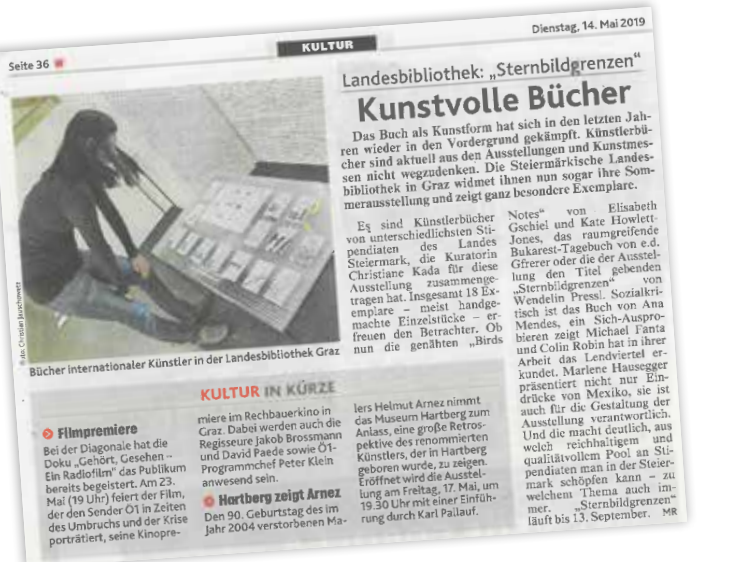 Seite 36
KULTUR
Dienstag, 14. Mai 2019
Landesbibliothek: „Sternbildgrenzen“
Kunstvolle Bücher
Das Buch als Kunstform hat sich in den letzten Jah-
ren wieder in den Vordergrund gekämpft. Künstlerbü-
cher sind aktuell aus den Ausstellungen und Kunstmes-
sen nicht wegzudenken. Die Steiermärkische Landes-
bibliothek in Graz widmet ihnen nun sogar ihre Som-
merausstellung und zeigt ganz besondere Exemplare.
Es sind Künstlerbücher
von unterschiedlichsten Sti-
pendiaten des Landes
Steiermark, die Kuratorin
Christiane Kada für diese
Ausstellung zusammenge-
tragen hat. Insgesamt 18 Ex-
emplare – meist handge-
machte Einzelstücke – er-
freuen den Betrachter. Ob
nun die genähten „Birds
Notes“ von Elisabeth
Gschiel und Kate Howlett-
Jones, das raumgreifende
Bukarest-Tagebuch von e.d.
Gfrerer oder die der Ausstel-
lung den Titel gebenden
„Sternbildgrenzen“ von
Wendelin Pressl. Sozialkri-
tisch ist das Buch von Ana
Mendes, ein Sich-Auspro-
bieren zeigt Michael Fanta
und Colin Robin hat in ihrer
Arbeit das Lendviertel er-
kundet. Marlene Hausegger
präsentiert nicht nur Ein-
drücke von Mexiko, sie ist
auch für die Gestaltung der
Ausstellung verantwortlich.
Und die macht deutlich, aus
welch reichhaltigem und
qualitätvollem Pool an Sti-
pendiaten man in der Steier-
mark schöpfen kann – zu
welchem Thema auch im-
mer. „Sternbildgrenzen“
läuft bis 13. September. MR
Foto: Christian Jauschowetz
Bücher internationaler Künstler in der Landesbibliothek Graz
KULTUR IN KÜRZE
Filmpremiere
Bei der Diagonale hat die
Doku „Gehört, Gesehen –
Ein Radiofilm“ das Publikum
bereits begeistert. Am 23.
Mai (19 Uhr) feiert der Film,
der den Sender Ö1 in Zeiten
des Umbruchs und der Krise
porträtiert, seine Kinopre-
miere im Rechbauerkino in
Graz. Dabei werden auch die
Regisseure Jakob Brossmann
und David Paede sowie Ö1-
Programmchef Peter Klein
anwesend sein.
Hartberg zeigt Arnez
Den 90. Geburtstag des im
Jahr 2004 verstorbenen Ma-
lers Helmut Arnez nimmt
das Museum Hartberg zum
Anlass, eine große Retros-
pektive des renommierten
Künstlers, der in Hartberg
geboren wurde, zu zeigen.
Eröffnet wird die Ausstel-
lung am Freitag, 17. Mai, um
19.30 Uhr mit einer Einfüh-
rung durch Karl Pallauf.